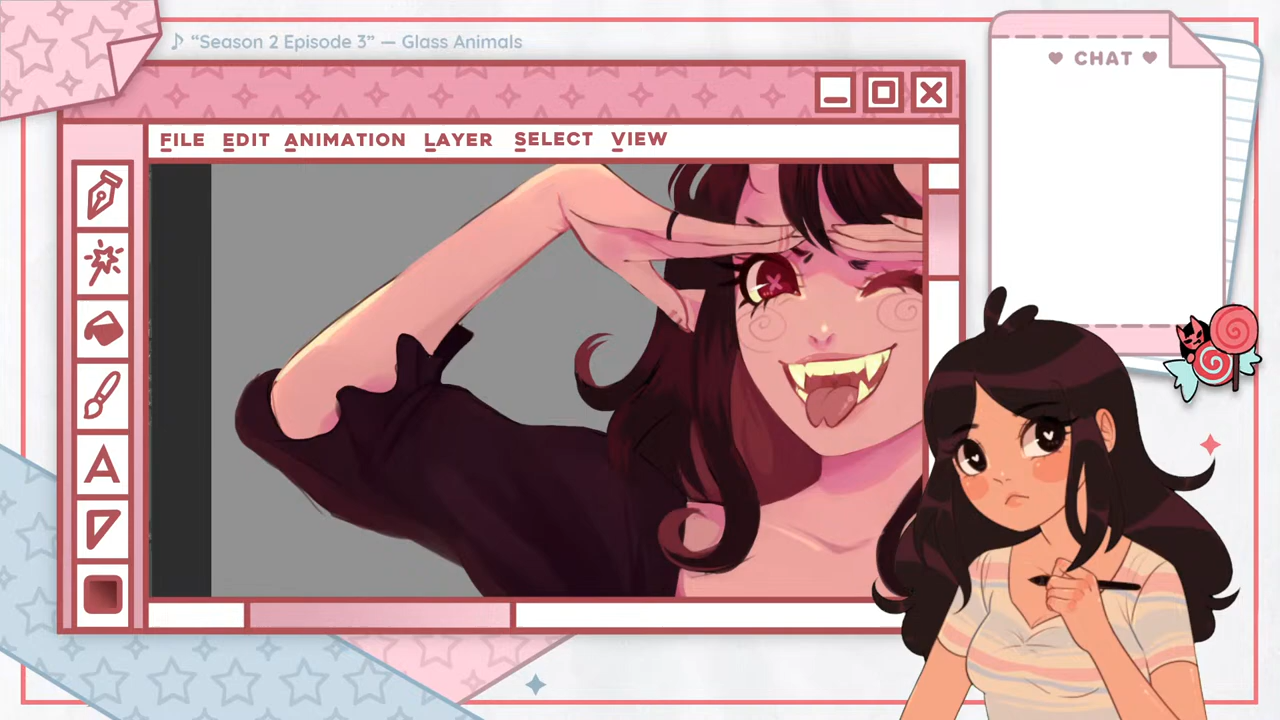 ♪ “Season 2 Episode 3” — Glass Animals
♥ CHAT ♥
FILE EDIT ANIMATION LAYER SELECT VIEW
A